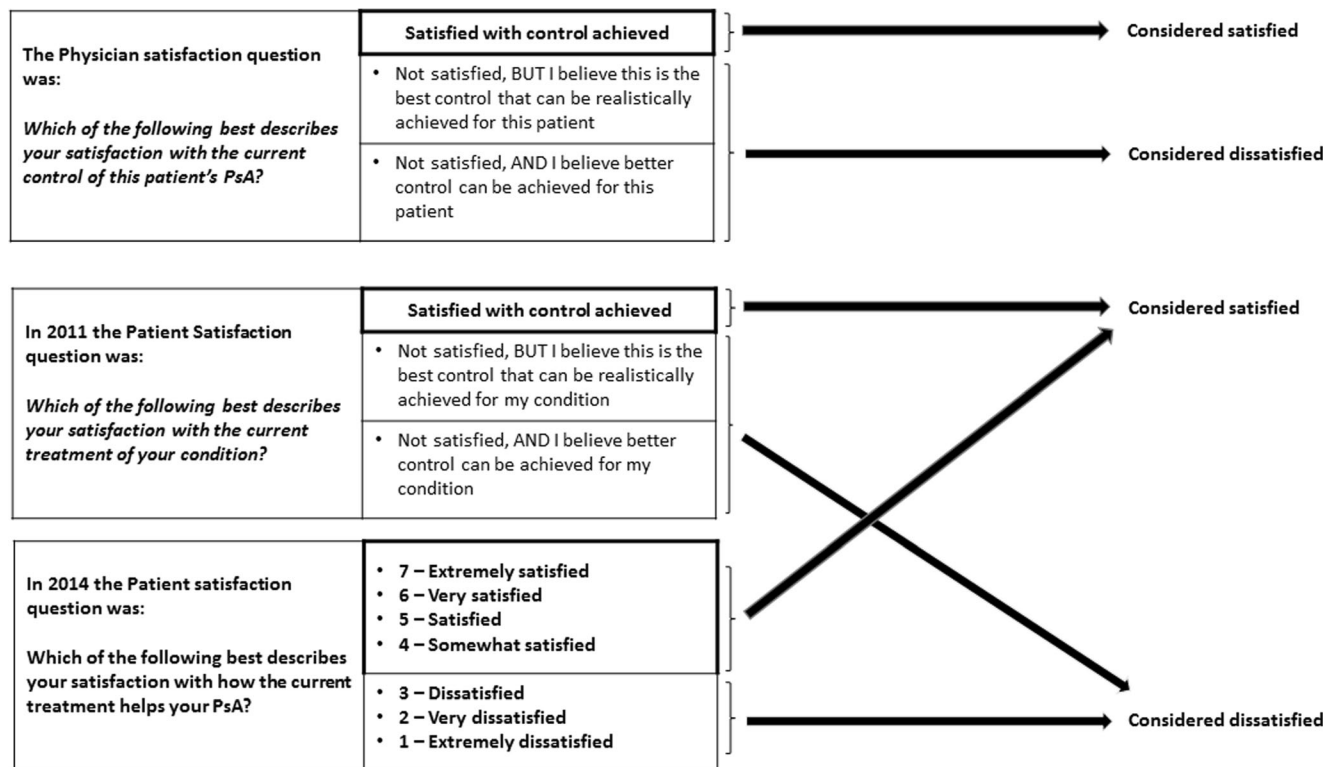 The Physician satisfaction question
was:
Which of the following best describes
your satisfaction with the current
control of this patient's PsA?
Satisfied with control achieved
• Not satisfied, BUT I believe this is the
best control that can be realistically
achieved for this patient
• Not satisfied, AND I believe better
control can be achieved for this
patient
Considered satisfied
Considered dissatisfied
In 2011 the Patient Satisfaction
question was:
Which of the following best describes
your satisfaction with the current
treatment of your condition?
Satisfied with control achieved
• Not satisfied, BUT I believe this is the
best control that can be realistically
achieved for my condition
• Not satisfied, AND I believe better
control can be achieved for my
condition
Considered satisfied
In 2014 the Patient satisfaction
question was:
Which of the following best describes
your satisfaction with how the current
treatment helps your PsA?
• 7 – Extremely satisfied
• 6 – Very satisfied
• 5 – Satisfied
• 4 – Somewhat satisfied
• 3 – Dissatisfied
• 2 – Very dissatisfied
• 1 – Extremely dissatisfied
Considered dissatisfied